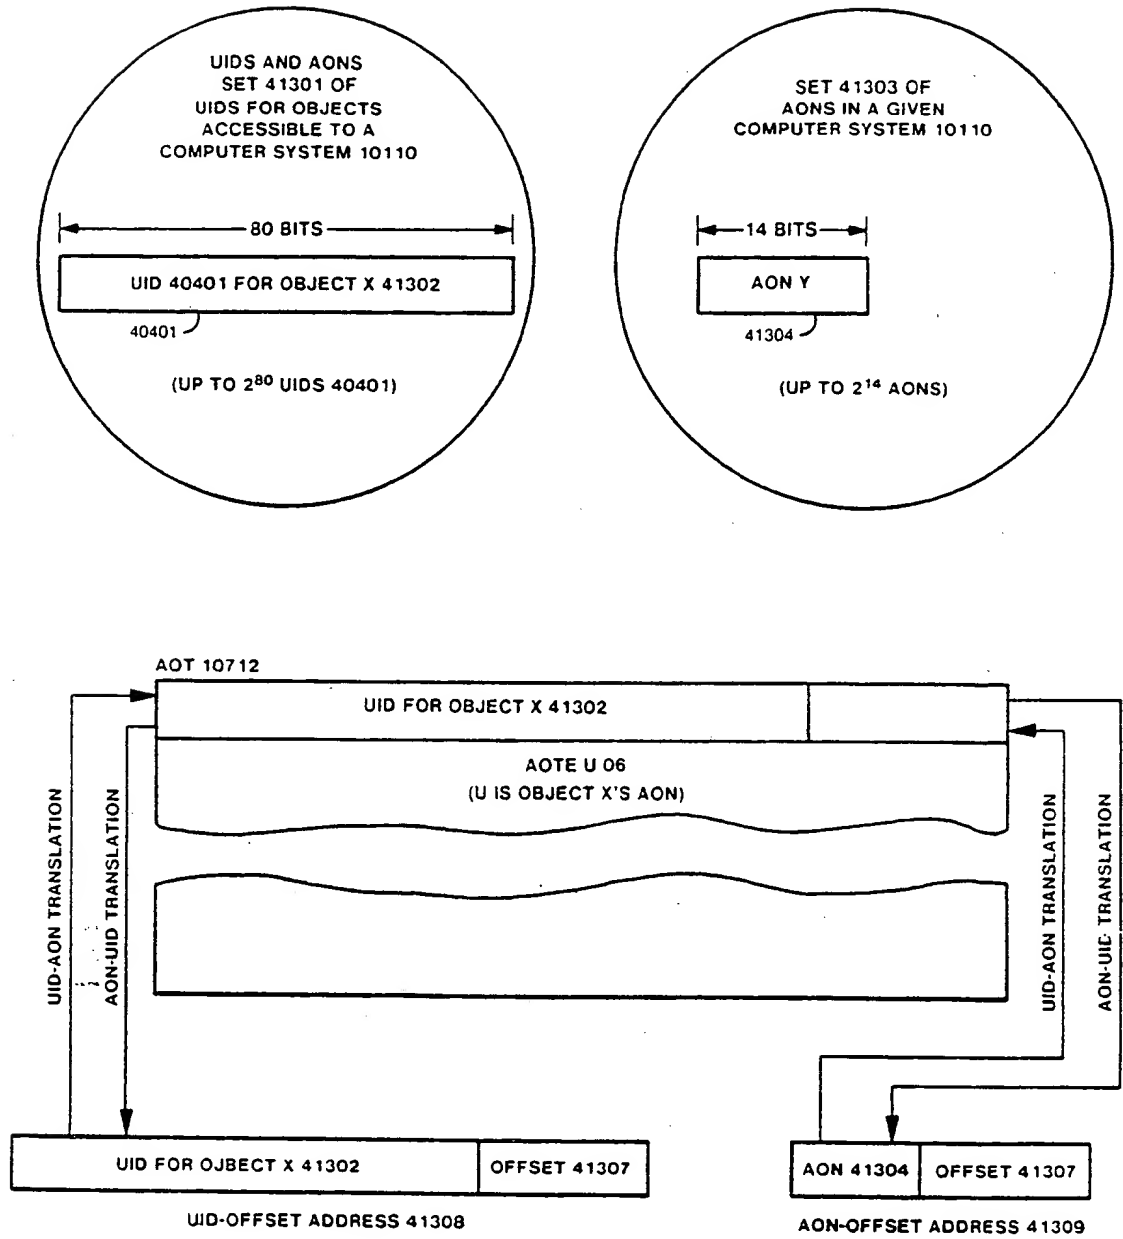 UIDS AND AONS
SET 41301 OF
UIDS FOR OBJECTS
ACCESSIBLE TO A
COMPUTER SYSTEM 10110
80 BITS
UID 40401 FOR OBJECT X 41302
40401
(UP TO 2⁸⁰ UIDS 40401)
SET 41303 OF
AONS IN A GIVEN
COMPUTER SYSTEM 10110
14 BITS
AON Y
41304
(UP TO 2¹⁴ AONS)
AOT 10712
UID FOR OBJECT X 41302
AOTE U 06
(U IS OBJECT X'S AON)
UID-AON TRANSLATION
AON-UID TRANSLATION
UID-AON TRANSLATION
AON-UID TRANSLATION
UID FOR OJBECT X 41302
OFFSET 41307
UID-OFFSET ADDRESS 41308
AON 41304
OFFSET 41307
AON-OFFSET ADDRESS 41309